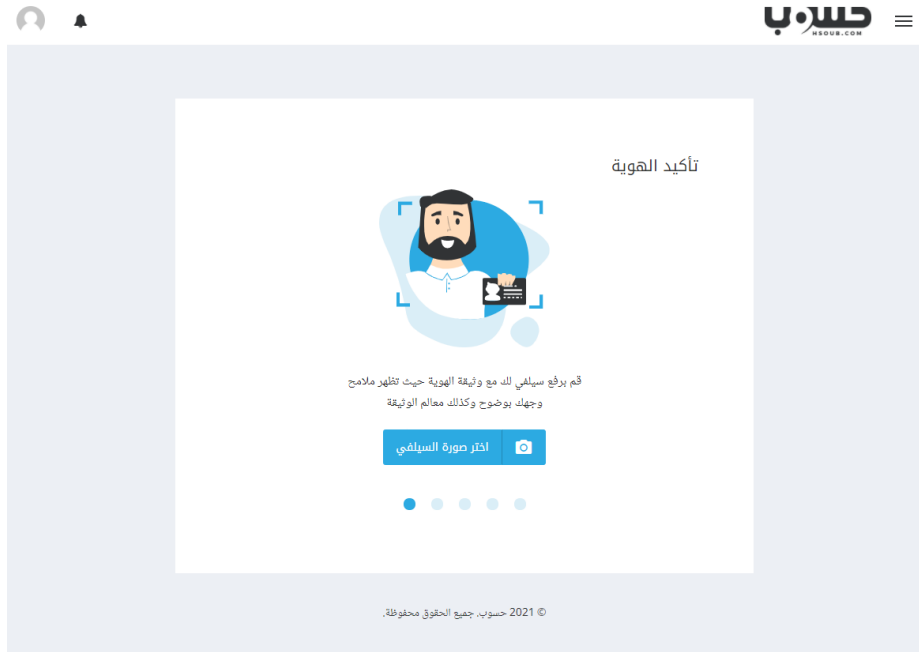 حسوب
HSOUB.COM
تأكيد الهوية
قم برفع سيلفي لك مع وثيقة الهوية حيث تظهر ملامح
وجهك بوضوح وكذلك معالم الوثيقة
اختر صورة السيلفي
© 2021 حسوب. جميع الحقوق محفوظة.